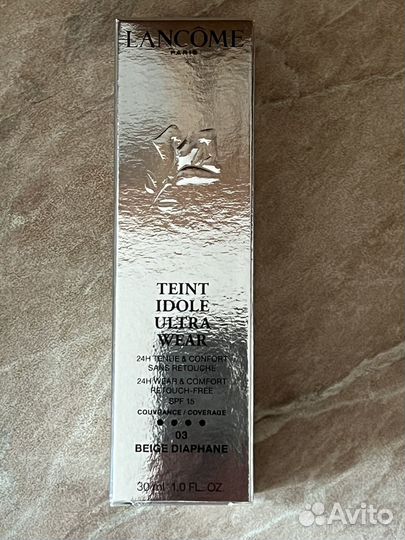 LANCÔME
PARIS
TEINT
IDOLE
ULTRA
WEAR
24H TENUE & CONFORT
SANS RETOUCHE
24H WEAR & COMFORT
RETOUCH-FREE
SPF 15
COUVRANCE / COVERAGE
03
BEIGE DIAPHANE
30 ml 1.0 FL. OZ
Avito